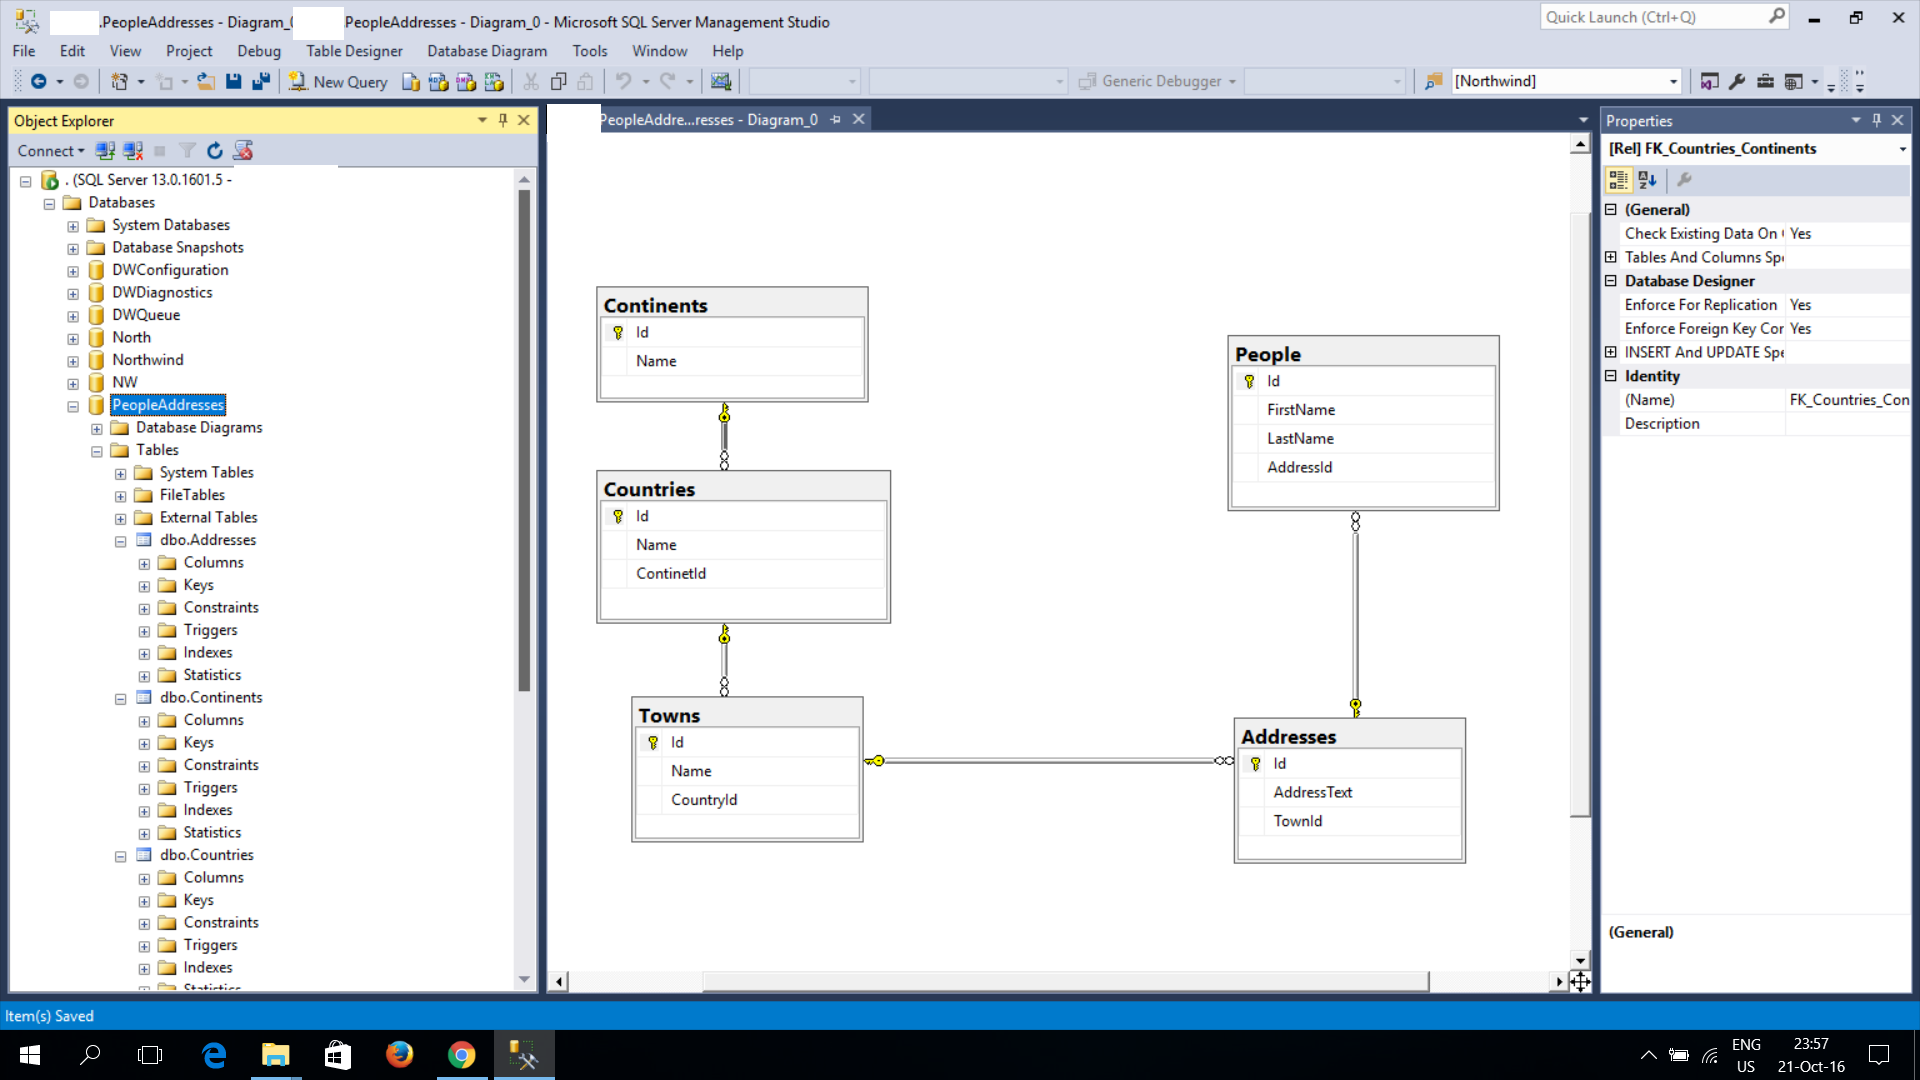 .PeopleAddresses - Diagram_0 PeopleAddresses - Diagram_0 - Microsoft SQL Server Management Studio
Quick Launch (Ctrl+Q)
File Edit View Project Debug Table Designer Database Diagram Tools Window Help
New Query Generic Debugger [Northwind]
Object Explorer
Connect
. (SQL Server 13.0.1601.5 -
Databases
System Databases
Database Snapshots
DWConfiguration
DWDiagnostics
DWQueue
North
Northwind
NW
PeopleAddresses
Database Diagrams
Tables
System Tables
FileTables
External Tables
dbo.Addresses
Columns
Keys
Constraints
Triggers
Indexes
Statistics
dbo.Continents
Columns
Keys
Constraints
Triggers
Indexes
Statistics
dbo.Countries
Columns
Keys
Constraints
Triggers
Indexes
Statistics
PeopleAddre...resses - Diagram_0
Continents
Id
Name
Countries
Id
Name
ContinetId
Towns
Id
Name
CountryId
People
Id
FirstName
LastName
AddressId
Addresses
Id
AddressText
TownId
Properties
[Rel] FK_Countries_Continents
(General)
Check Existing Data On Yes
Tables And Columns Spe
Database Designer
Enforce For Replication Yes
Enforce Foreign Key Cor Yes
INSERT And UPDATE Spe
Identity
(Name) FK_Countries_Con
Description
(General)
Item(s) Saved
ENG
US
23:57
21-Oct-16